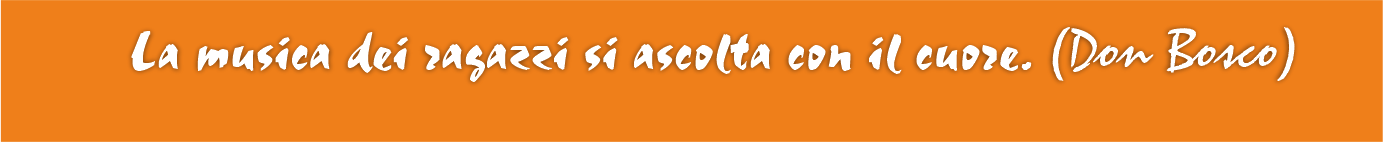 La musica dei ragazzi si ascolta con il cuore. (Don Bosco)